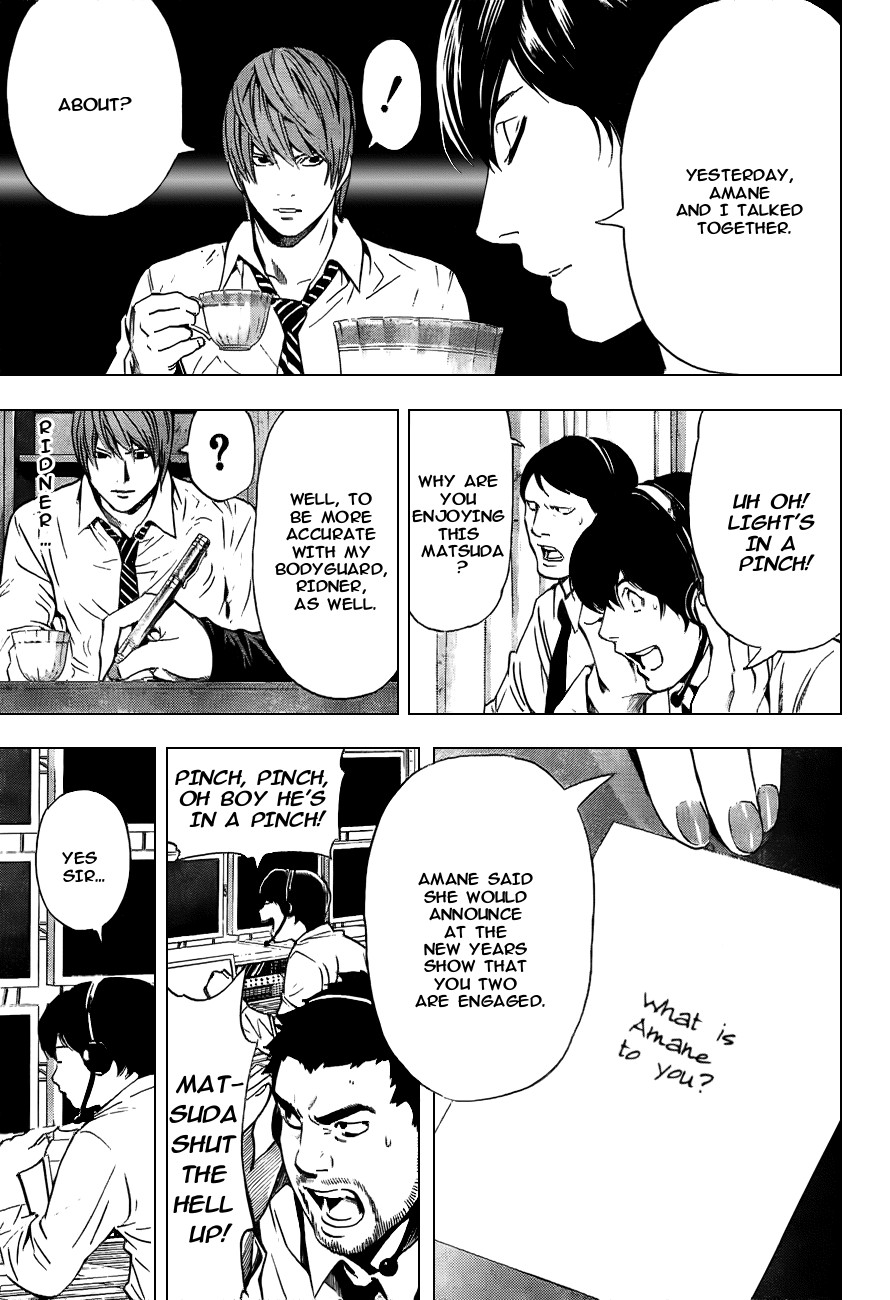 YESTERDAY,
AMANE
AND I TALKED
TOGETHER.
!
ABOUT?
UH OH!
LIGHT'S
IN A
PINCH!
WHY ARE
YOU
ENJOYING
THIS
MATSUDA
?
WELL, TO
BE MORE
ACCURATE
WITH MY
BODYGUARD,
RIDNER,
AS WELL.
?
RIDNER...
AMANE SAID
SHE WOULD
ANNOUNCE
AT THE
NEW YEARS
SHOW THAT
YOU TWO
ARE ENGAGED.
What is
Amane
to you?
PINCH, PINCH,
OH BOY HE'S
IN A PINCH!
MAT-
SUDA
SHUT
THE
HELL
UP!
YES
SIR...